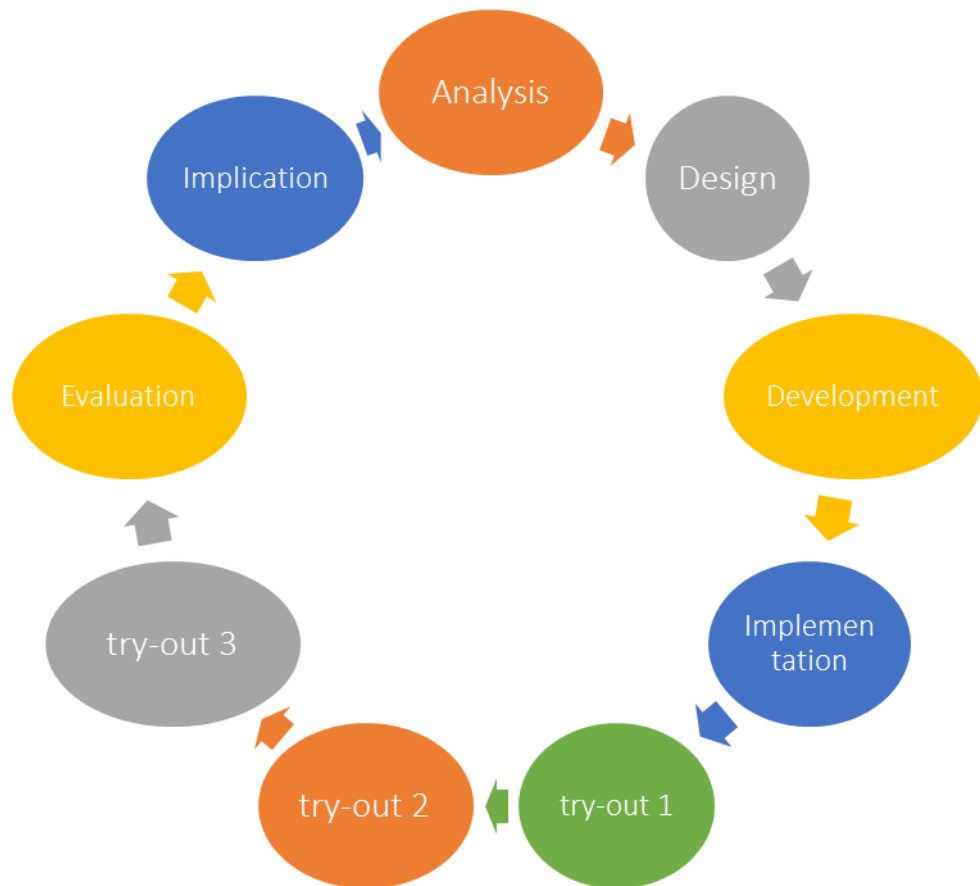 Analysis
Design
Development
Implemen
tation
try-out 1
try-out 2
try-out 3
Evaluation
Implication